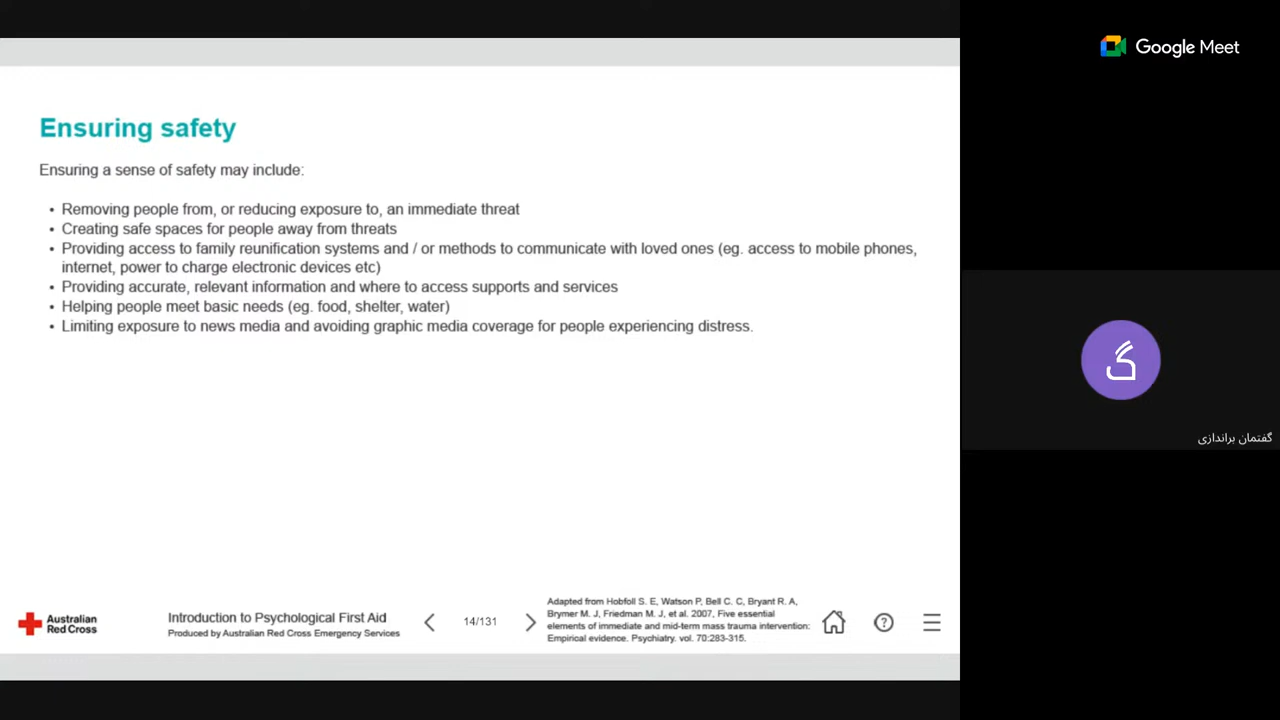 Google Meet
Ensuring safety
Ensuring a sense of safety may include:
• Removing people from, or reducing exposure to, an immediate threat
• Creating safe spaces for people away from threats
• Providing access to family reunification systems and / or methods to communicate with loved ones (eg. access to mobile phones,
internet, power to charge electronic devices etc)
• Providing accurate, relevant information and where to access supports and services
• Helping people meet basic needs (eg. food, shelter, water)
• Limiting exposure to news media and avoiding graphic media coverage for people experiencing distress.
گ
گفتمان براندازی
Australian
Red Cross
Introduction to Psychological First Aid
Produced by Australian Red Cross Emergency Services
14/131
Adapted from Hobfoll S. E, Watson P, Bell C. C, Bryant R. A,
Brymer M. J, Friedman M. J, et al. 2007, Five essential
elements of immediate and mid-term mass trauma intervention:
Empirical evidence. Psychiatry. vol. 70:283-315.
?